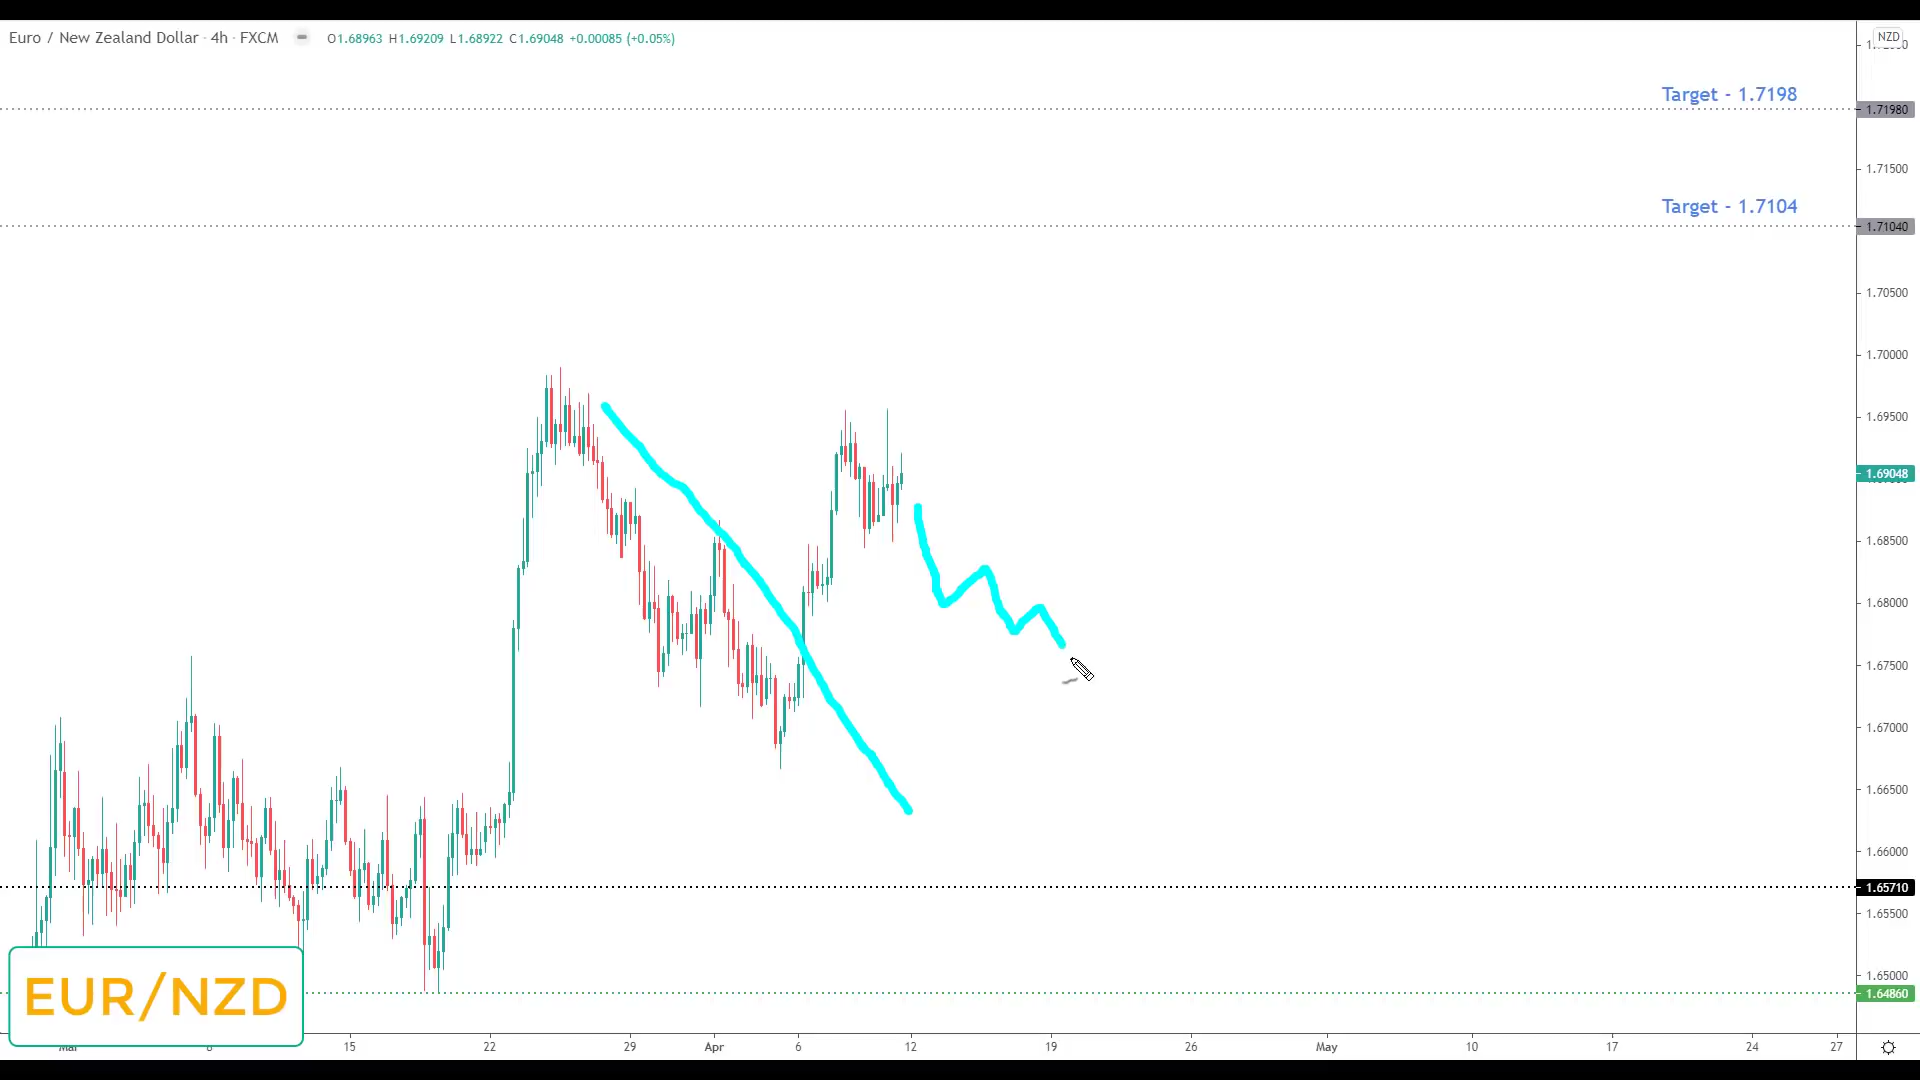 Euro / New Zealand Dollar · 4h · FXCM O1.68963 H1.69209 L1.68922 C1.69048 +0.00085 (+0.05%)
NZD
Target - 1.7198
1.71980
1.71500
Target - 1.7104
1.71040
1.70500
1.70000
1.69500
1.69048
1.68500
1.68000
1.67500
1.67000
1.66500
1.66000
1.65710
1.65500
1.65000
1.64860
EUR/NZD
15 22 29 Apr 6 12 19 26 May 10 17 24 27